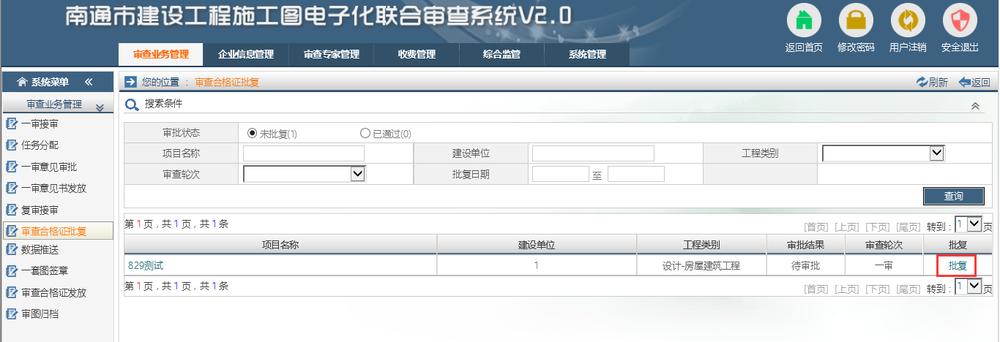 南通市建设工程施工图电子化联合审查系统V2.0
返回首页 修改密码 用户注销 安全退出
审查业务管理 企业信息管理 审查专家管理 收费管理 综合监管 系统管理
系统菜单
您的位置 : 审查合格证批复
刷新 返回
审查业务管理
一审接审
任务分配
一审意见审批
一审意见书发放
复审接审
审查合格证批复
数据推送
一套图签章
审查合格证发放
审图归档
搜索条件
审批状态 未批复(1) 已通过(0)
项目名称 建设单位 工程类别
审查轮次 批复日期 至
查询
第 1 页 , 共 1 页 , 共 1 条 [首页] [上页] [下页] [尾页] 转到 : 1 页
项目名称 建设单位 工程类别 审批结果 审查轮次 批复
829测试 1 设计-房屋建筑工程 待审批 一审 批复
第 1 页 , 共 1 页 , 共 1 条 [首页] [上页] [下页] [尾页] 转到 : 1 页